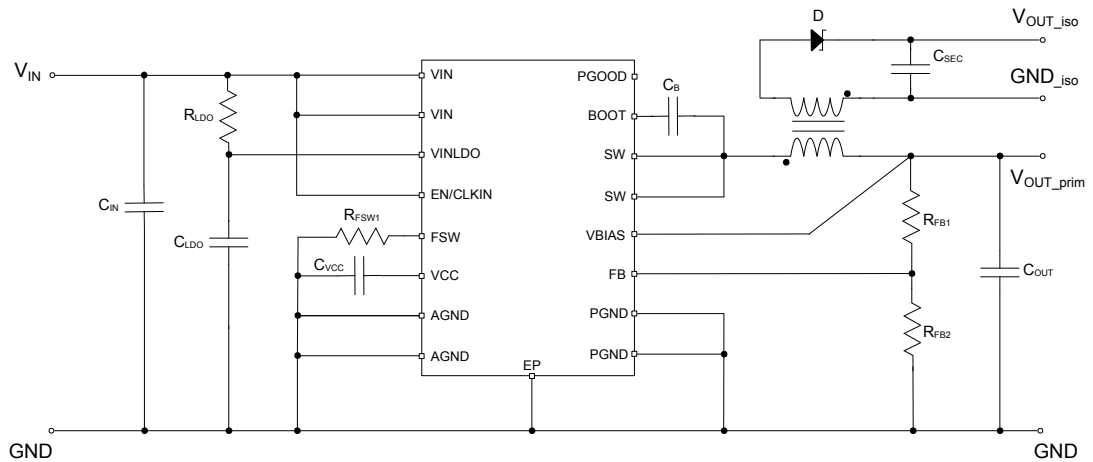 D
VOUT_iso
CSEC
GND_iso
VIN
VIN
PGOOD
CB
RLDO
VIN
BOOT
VINLDO
SW
VOUT_prim
CIN
EN/CLKIN
SW
RFSW1
CLDO
FSW
VBIAS
RFB1
CVCC
VCC
FB
COUT
AGND
PGND
RFB2
AGND
PGND
EP
GND
GND